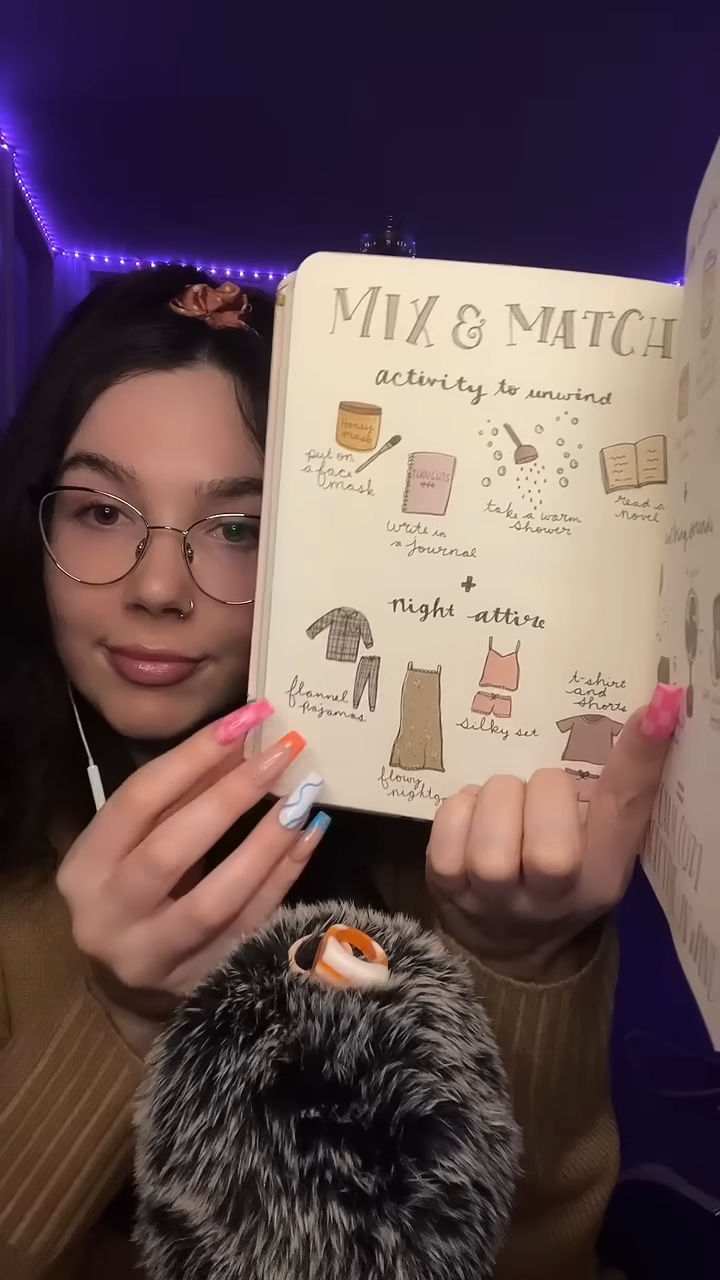 MIX & MATCH
activity to unwind
Honey
mask
put on
a face
mask
THOUGHTS
write in
a journal
take a warm
shower
read a
novel
+
night attire
flannel
pajamas
flowy
silky set
t-shirt
and
shorts